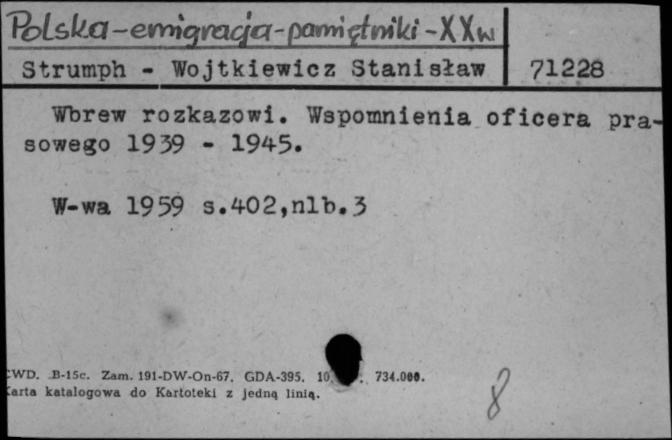 Polska-emigracja-pamiętniki-XXw
Strumph - Wojtkiewicz Stanisław 71228
Wbrew rozkazowi. Wspomnienia oficera pra-
sowego 1939 - 1945.
W-wa 1959 s.402,nlb.3
WD. B-15c. Zam. 191-DW-On-67. GDA-395. 10. 734.000.
Karta katalogowa do Kartoteki z jedną linią.
8